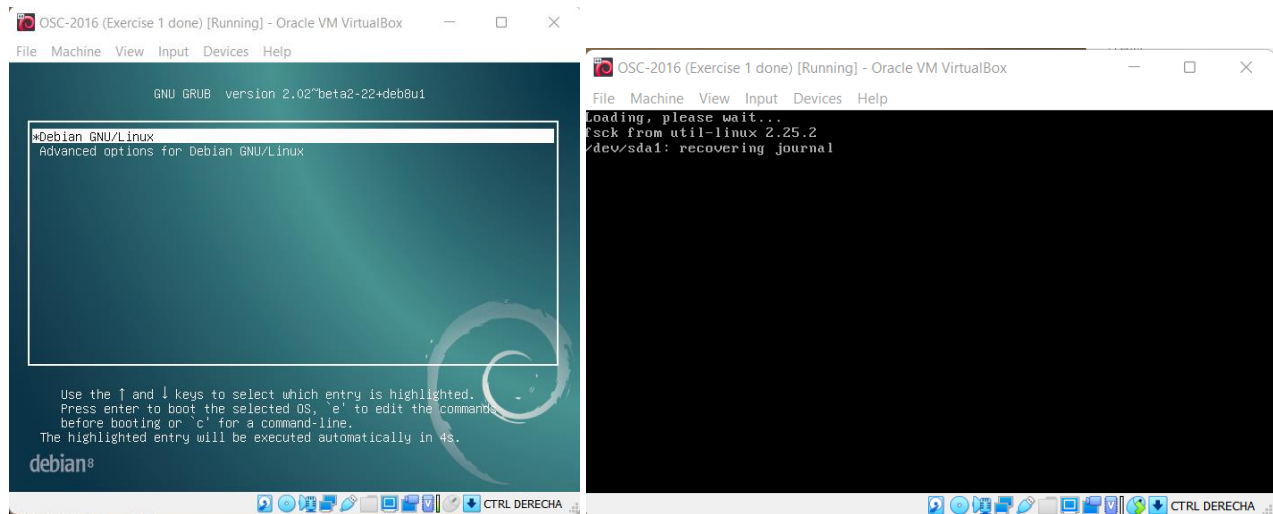 OSC-2016 (Exercise 1 done) [Running] - Oracle VM VirtualBox
File Machine View Input Devices Help
GNU GRUB version 2.02~beta2-22+deb8u1
*Debian GNU/Linux
Advanced options for Debian GNU/Linux
Use the ↑ and ↓ keys to select which entry is highlighted.
Press enter to boot the selected OS, `e' to edit the commands
before booting or `c' for a command-line.
The highlighted entry will be executed automatically in 4s.
debian 8
CTRL DERECHA
OSC-2016 (Exercise 1 done) [Running] - Oracle VM VirtualBox
File Machine View Input Devices Help
Loading, please wait...
fsck from util-linux 2.25.2
/dev/sda1: recovering journal
CTRL DERECHA